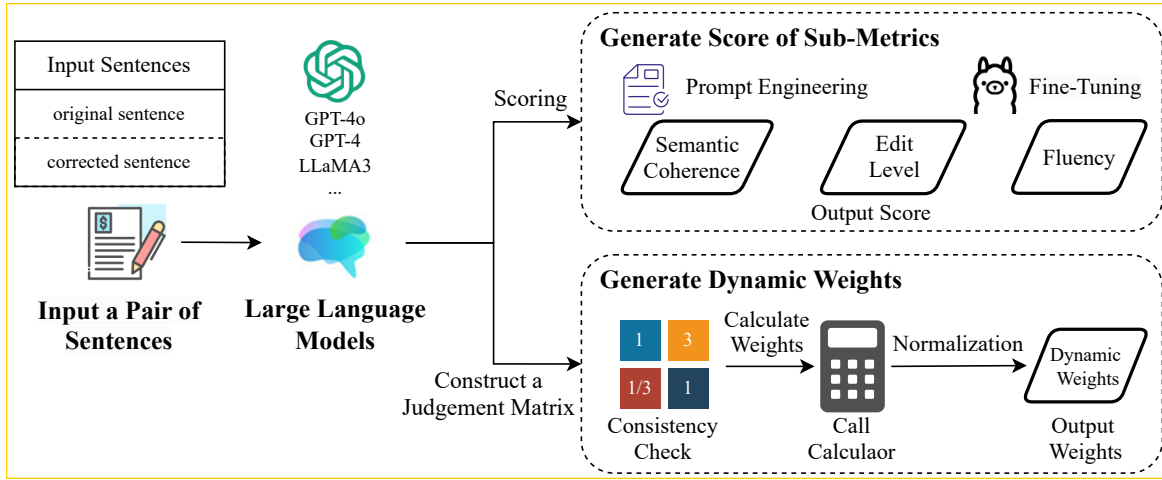 Input Sentences
original sentence
corrected sentence
$
Input a Pair of
Sentences
GPT-4o
GPT-4
LLaMA3
...
Large Language
Models
Scoring
Construct a
Judgement Matrix
Generate Score of Sub-Metrics
Prompt Engineering
Fine-Tuning
Semantic
Coherence
Edit
Level
Fluency
Output Score
Generate Dynamic Weights
1
3
1/3
1
Consistency
Check
Calculate
Weights
Call
Calculaor
Normalization
Dynamic
Weights
Output
Weights